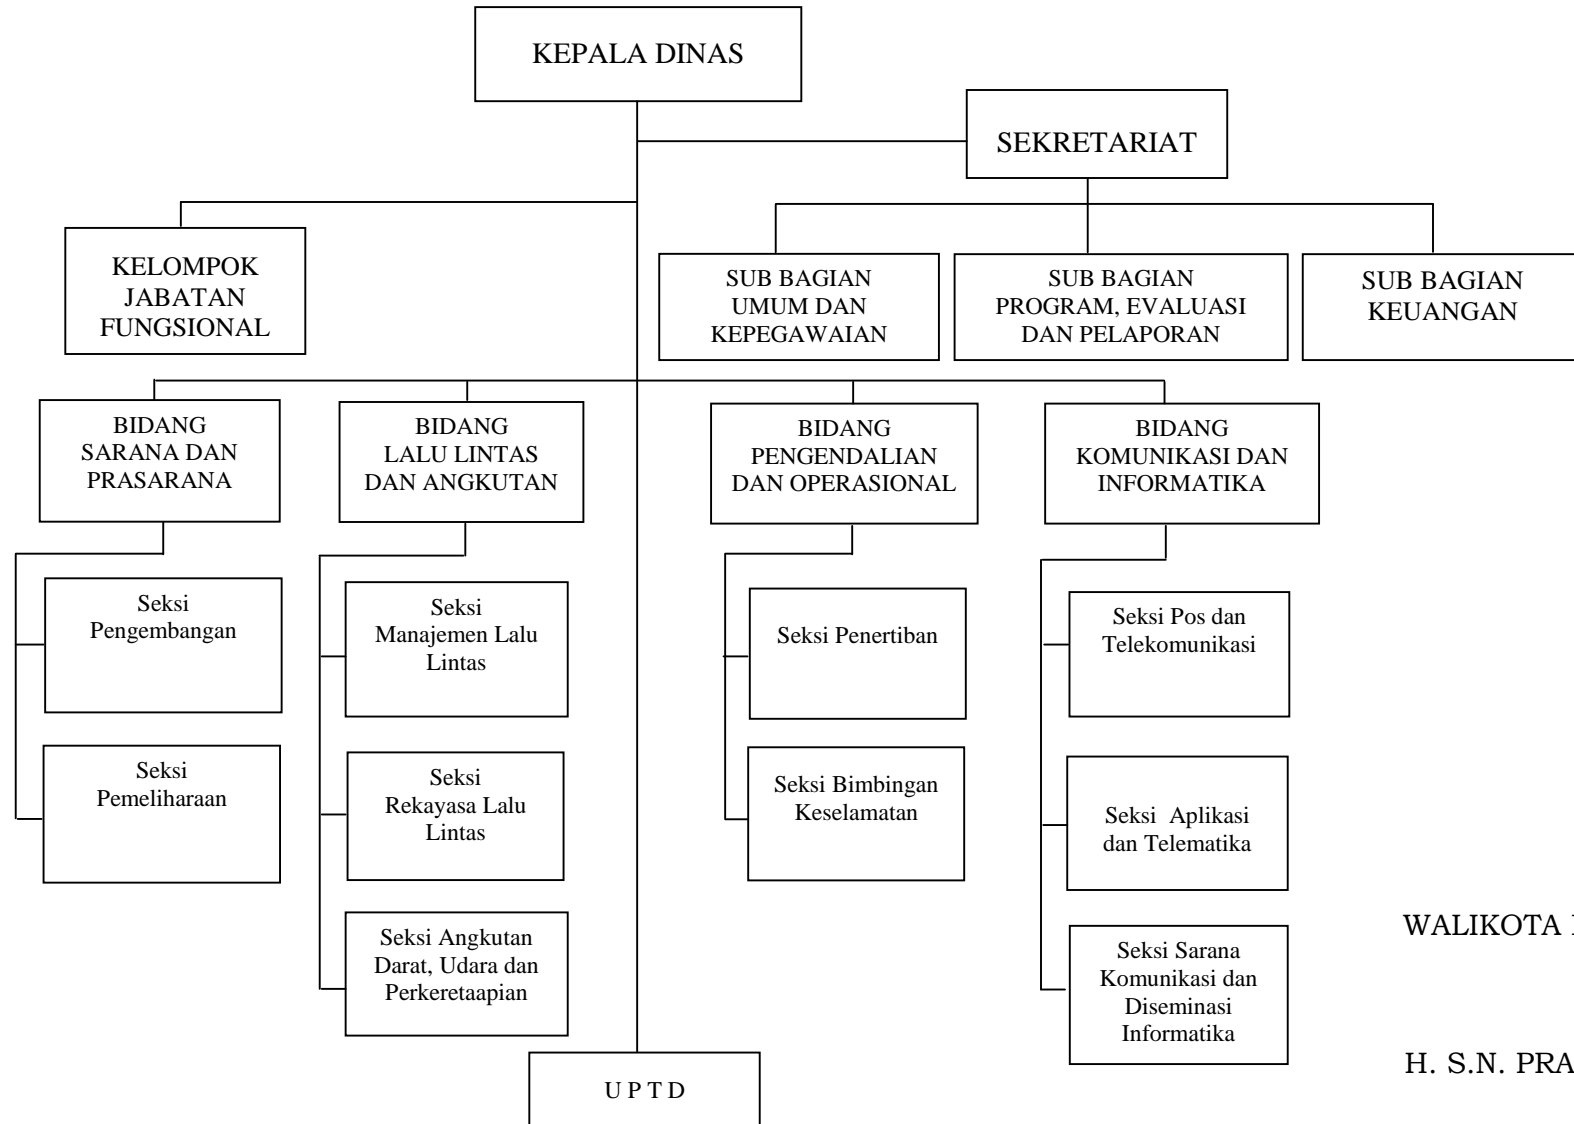 KEPALA DINAS
SEKRETARIAT
KELOMPOK
JABATAN
FUNGSIONAL
SUB BAGIAN
UMUM DAN
KEPEGAWAIAN
SUB BAGIAN
PROGRAM, EVALUASI
DAN PELAPORAN
SUB BAGIAN
KEUANGAN
BIDANG
SARANA DAN
PRASARANA
BIDANG
LALU LINTAS
DAN ANGKUTAN
BIDANG
PENGENDALIAN
DAN OPERASIONAL
BIDANG
KOMUNIKASI DAN
INFORMATIKA
Seksi
Pengembangan
Seksi
Manajemen Lalu
Lintas
Seksi Penertiban
Seksi Pos dan
Telekomunikasi
Seksi
Pemeliharaan
Seksi
Rekayasa Lalu
Lintas
Seksi Bimbingan
Keselamatan
Seksi Aplikasi
dan Telematika
Seksi Angkutan
Darat, Udara dan
Perkeretaapian
Seksi Sarana
Komunikasi dan
Diseminasi
Informatika
U P T D
WALIKOTA
H. S.N.